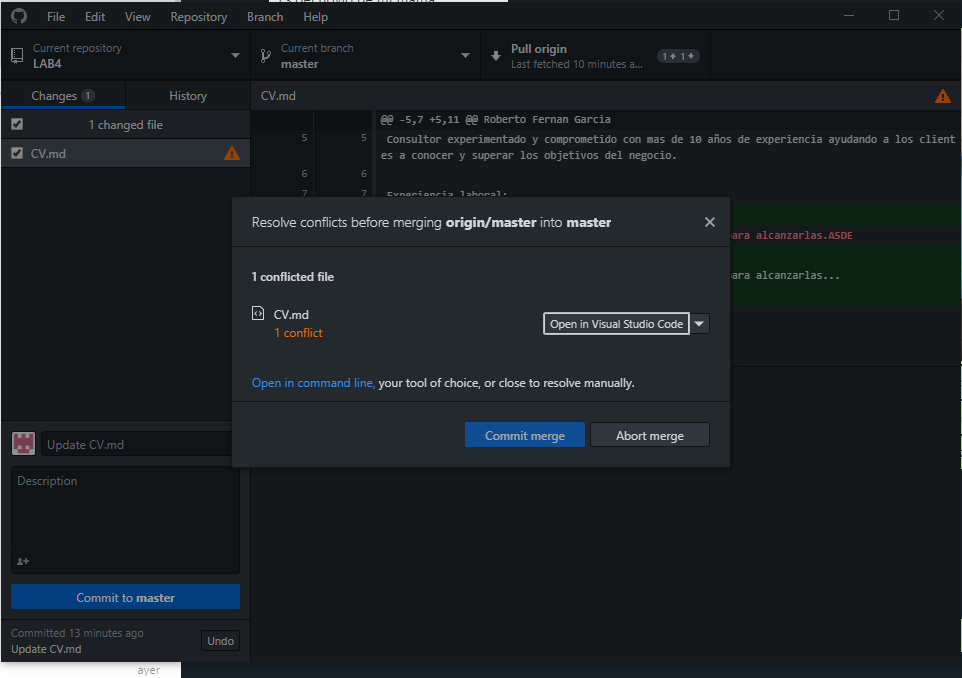 File Edit View Repository Branch Help
Current repository
LAB4
Current branch
master
Pull origin
Last fetched 10 minutes a...
1 1
Changes 1
History
CV.md
1 changed file
CV.md
@@ -5,7 +5,11 @@ Roberto Fernan Garcia
5 5 Consultor experimentado y comprometido con mas de 10 años de experiencia ayudando a los client
es a conocer y superar los objetivos del negocio.
6 6
7 7 Experiencia laboral:
para alcanzarlas.ASDE
para alcanzarlas...
Resolve conflicts before merging origin/master into master
1 conflicted file
CV.md
1 conflict
Open in Visual Studio Code
Open in command line, your tool of choice, or close to resolve manually.
Commit merge
Abort merge
Update CV.md
Description
Commit to master
Committed 13 minutes ago
Update CV.md
Undo
ayer